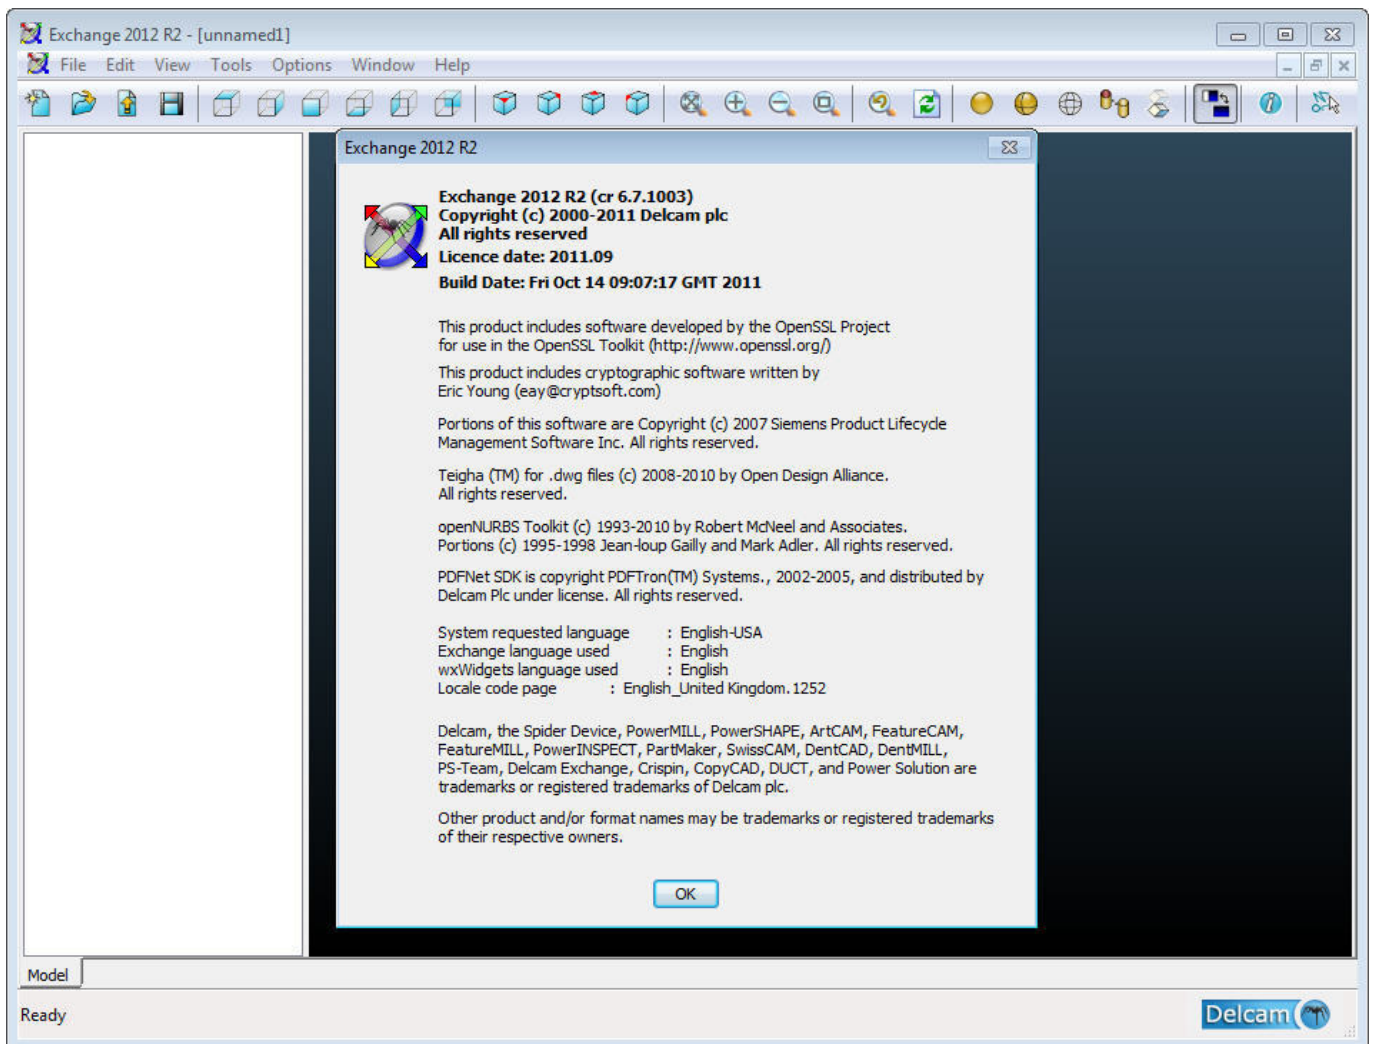 Exchange 2012 R2 - [unnamed1]
File Edit View Tools Options Window Help
Exchange 2012 R2
Exchange 2012 R2 (cr 6.7.1003)
Copyright (c) 2000-2011 Delcam plc
All rights reserved
Licence date: 2011.09
Build Date: Fri Oct 14 09:07:17 GMT 2011
This product includes software developed by the OpenSSL Project
for use in the OpenSSL Toolkit (http://www.openssl.org/)
This product includes cryptographic software written by
Eric Young (eay@cryptsoft.com)
Portions of this software are Copyright (c) 2007 Siemens Product Lifecycle
Management Software Inc. All rights reserved.
Teigha (TM) for .dwg files (c) 2008-2010 by Open Design Alliance.
All rights reserved.
openNURBS Toolkit (c) 1993-2010 by Robert McNeel and Associates.
Portions (c) 1995-1998 Jean-loup Gailly and Mark Adler. All rights reserved.
PDFNet SDK is copyright PDFTron(TM) Systems., 2002-2005, and distributed by
Delcam Plc under license. All rights reserved.
System requested language : English-USA
Exchange language used : English
wxWidgets language used : English
Locale code page : English_United Kingdom.1252
Delcam, the Spider Device, PowerMILL, PowerSHAPE, ArtCAM, FeatureCAM,
FeatureMILL, PowerINSPECT, PartMaker, SwissCAM, DentCAD, DentMILL,
PS-Team, Delcam Exchange, Crispin, CopyCAD, DUCT, and Power Solution are
trademarks or registered trademarks of Delcam plc.
Other product and/or format names may be trademarks or registered trademarks
of their respective owners.
OK
Model
Ready
Delcam